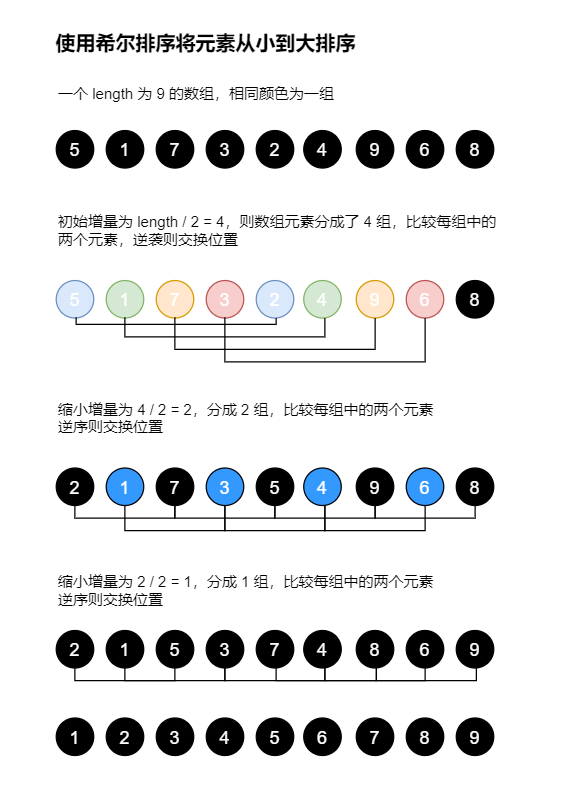 使用希尔排序将元素从小到大排序
一个 length 为 9 的数组，相同颜色为一组
5 1 7 3 2 4 9 6 8
初始增量为 length / 2 = 4，则数组元素分成了 4 组，比较每组中的
两个元素，逆袭则交换位置
5 1 7 3 2 4 9 6 8
缩小增量为 4 / 2 = 2，分成 2 组，比较每组中的两个元素
逆序则交换位置
2 1 7 3 5 4 9 6 8
缩小增量为 2 / 2 = 1，分成 1 组，比较每组中的两个元素
逆序则交换位置
2 1 5 3 7 4 8 6 9
1 2 3 4 5 6 7 8 9